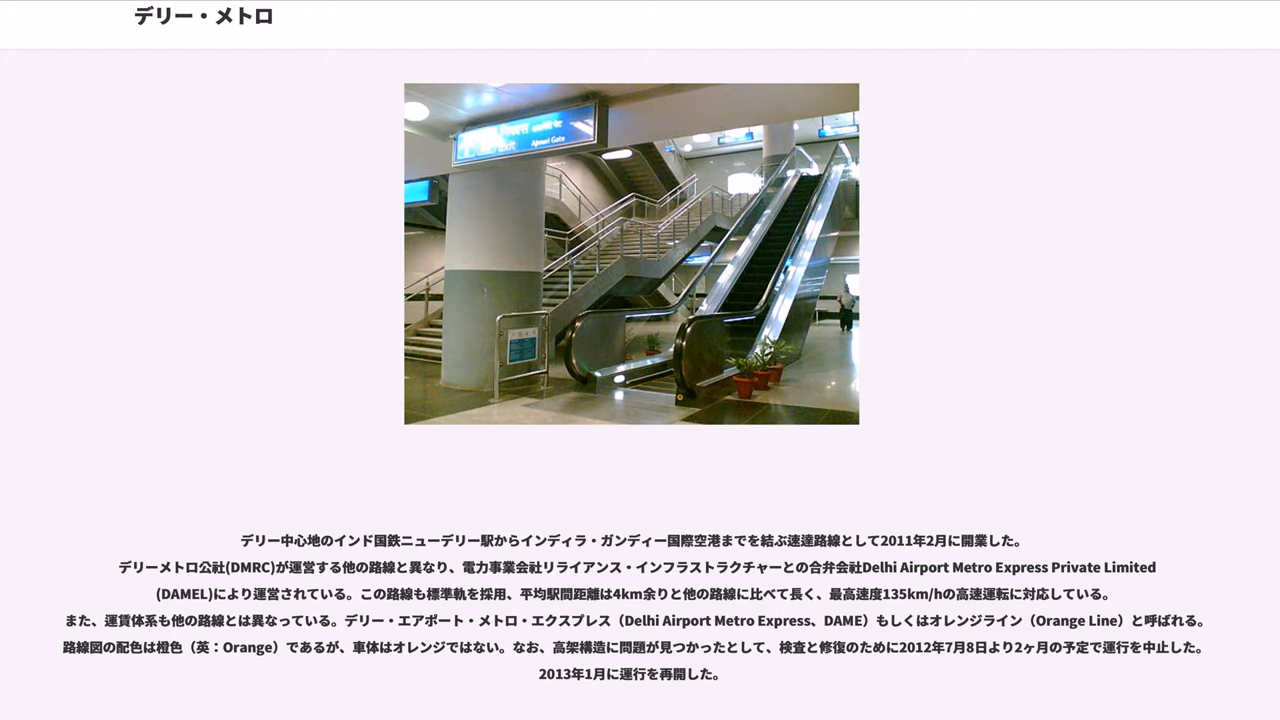 デリー・メトロ
Ajmeri Gate
デリー中心地のインド国鉄ニューデリー駅からインディラ・ガンディー国際空港までを結ぶ速達路線として2011年2月に開業した。
デリーメトロ公社(DMRC)が運営する他の路線と異なり、電力事業会社リライアンス・インフラストラクチャーとの合弁会社Delhi Airport Metro Express Private Limited
(DAMEL)により運営されている。この路線も標準軌を採用、平均駅間距離は4km余りと他の路線に比べて長く、最高速度135km/hの高速運転に対応している。
また、運賃体系も他の路線とは異なっている。デリー・エアポート・メトロ・エクスプレス（Delhi Airport Metro Express、DAME）もしくはオレンジライン（Orange Line）と呼ばれる。
路線図の配色は橙色（英：Orange）であるが、車体はオレンジではない。なお、高架構造に問題が見つかったとして、検査と修復のために2012年7月8日より2ヶ月の予定で運行を中止した。
2013年1月に運行を再開した。